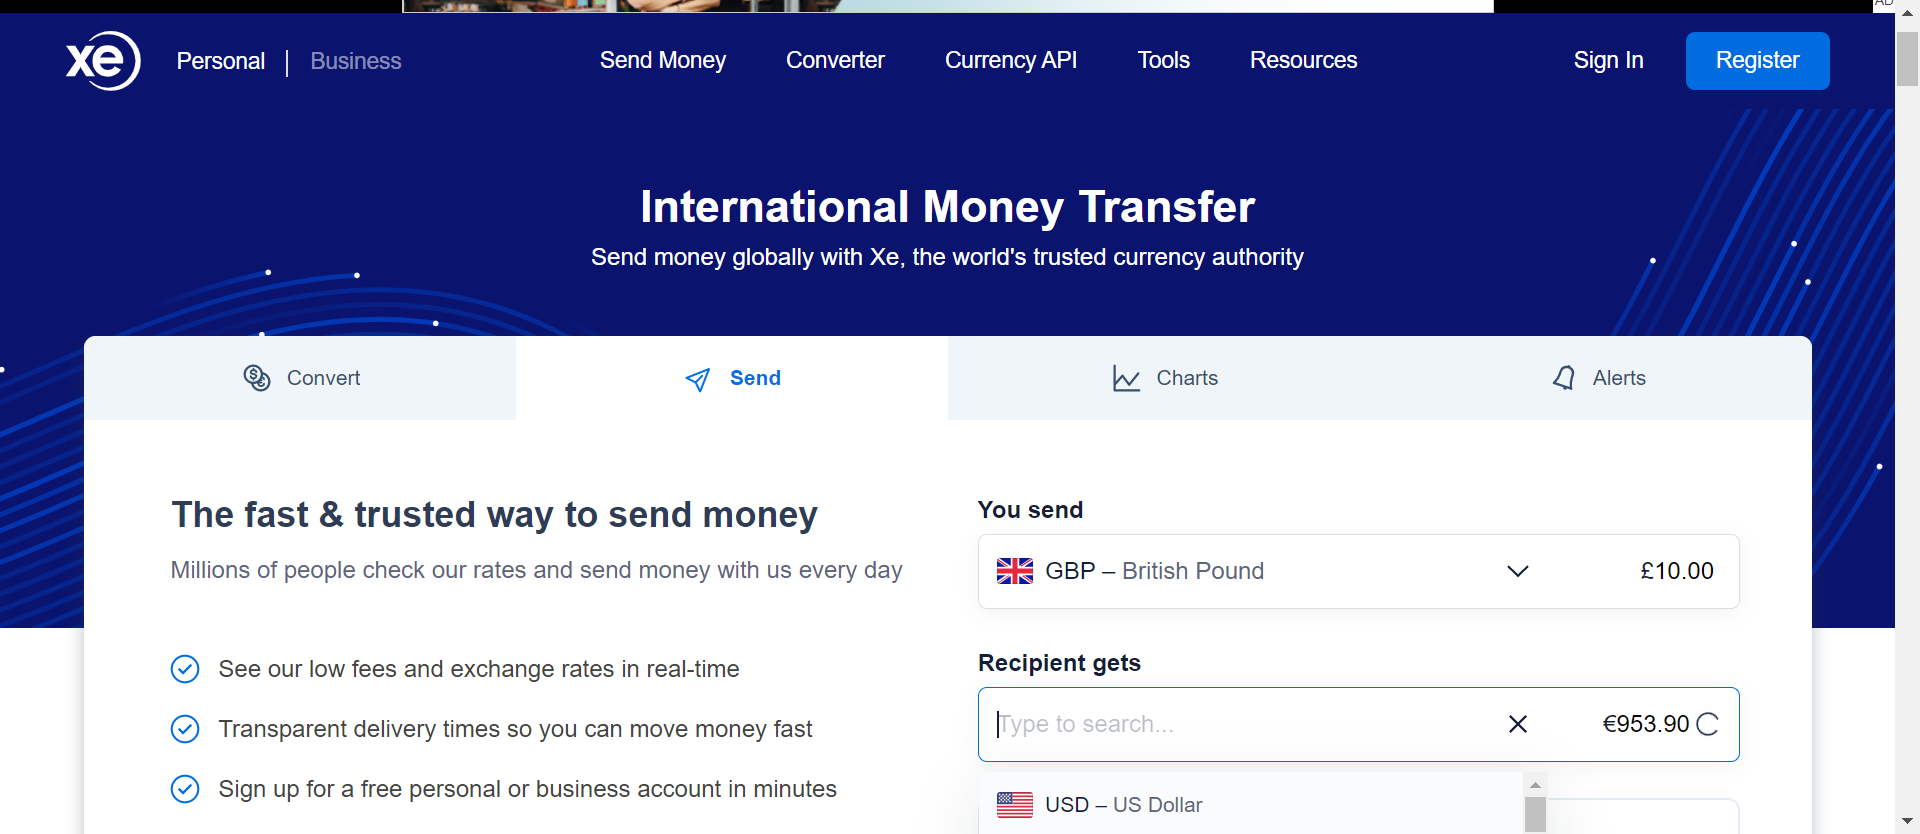 AD
xe
Personal | Business
Send Money
Converter
Currency API
Tools
Resources
Sign In
Register
International Money Transfer
Send money globally with Xe, the world's trusted currency authority
Convert
Send
Charts
Alerts
The fast & trusted way to send money
Millions of people check our rates and send money with us every day
See our low fees and exchange rates in real-time
Transparent delivery times so you can move money fast
Sign up for a free personal or business account in minutes
You send
GBP – British Pound
£10.00
Recipient gets
Type to search...
€953.90
USD – US Dollar